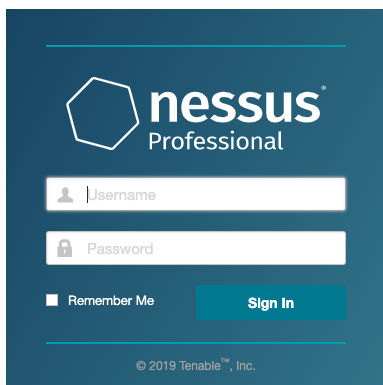 nessus®
Professional
Username
Password
Remember Me
Sign In
© 2019 Tenable™, Inc.